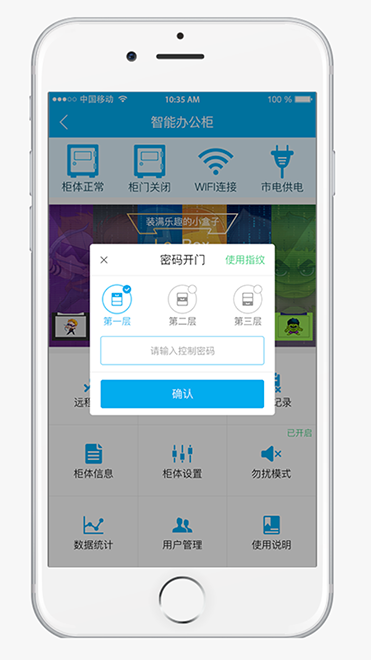 中国移动
10:35 AM
100 %
智能办公柜
柜体正常
柜门关闭
WIFI连接
市电供电
装满乐趣的小盒子
密码开门
使用指纹
第一层
第二层
第三层
请输入控制密码
确认
远程
记录
已开启
柜体信息
柜体设置
勿扰模式
数据统计
用户管理
使用说明